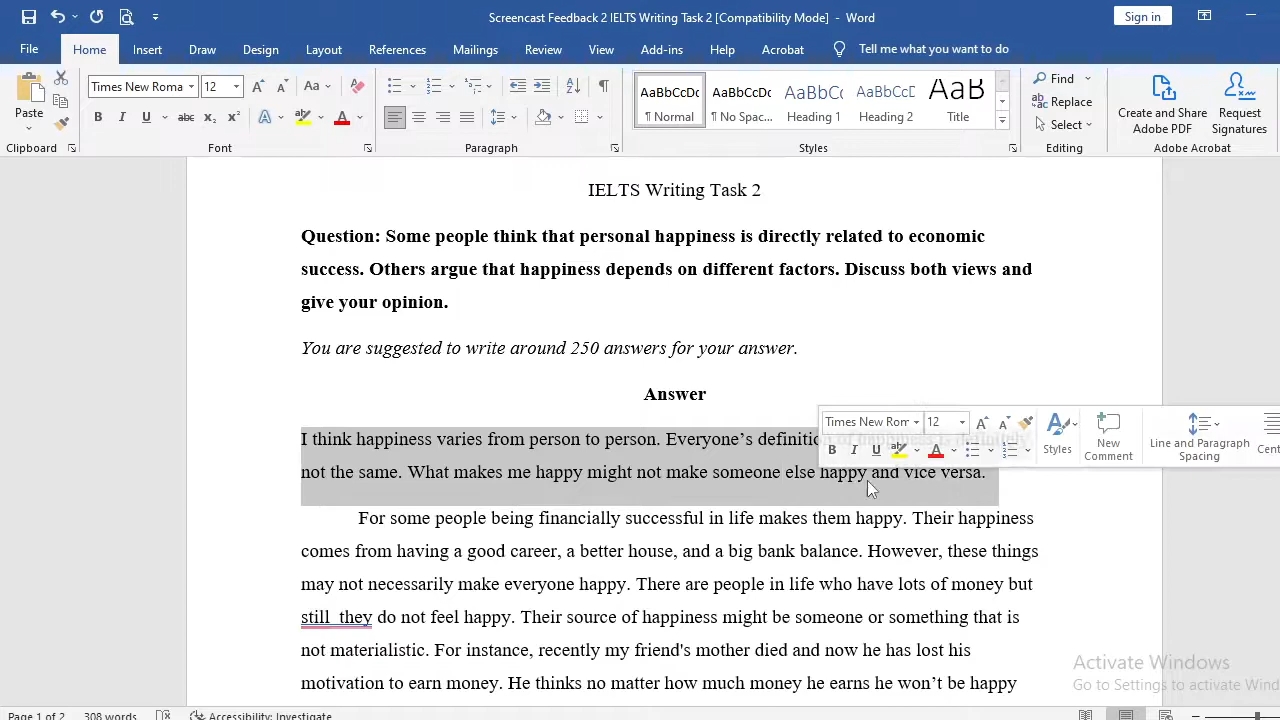 Screencast Feedback 2 IELTS Writing Task 2 [Compatibility Mode] - Word
Sign in
File Home Insert Draw Design Layout References Mailings Review View Add-ins Help Acrobat Tell me what you want to do
Times New Roma 12 Aa
Paste
B I U abc x₂ x² A A
AaBbCcDc AaBbCcDc AaBbCc AaBbCcD AaB
¶ Normal ¶ No Spac... Heading 1 Heading 2 Title
Find
Replace
Select
Create and Share Adobe PDF
Request Signatures
Clipboard Font Paragraph Styles Editing Adobe Acrobat
IELTS Writing Task 2
Question: Some people think that personal happiness is directly related to economic
success. Others argue that happiness depends on different factors. Discuss both views and
give your opinion.
You are suggested to write around 250 answers for your answer.
Answer
I think happiness varies from person to person. Everyone’s definition of happiness is definitely
not the same. What makes me happy might not make someone else happy and vice versa.
Times New Rom 12
B I U A
Styles
New Comment
Line and Paragraph Spacing
Cent
For some people being financially successful in life makes them happy. Their happiness
comes from having a good career, a better house, and a big bank balance. However, these things
may not necessarily make everyone happy. There are people in life who have lots of money but
still  they do not feel happy. Their source of happiness might be someone or something that is
not materialistic. For instance, recently my friend's mother died and now he has lost his
motivation to earn money. He thinks no matter how much money he earns he won’t be happy
Activate Windows
Go to Settings to activate Wind
Page 1 of 2 308 words Accessibility: Investigate